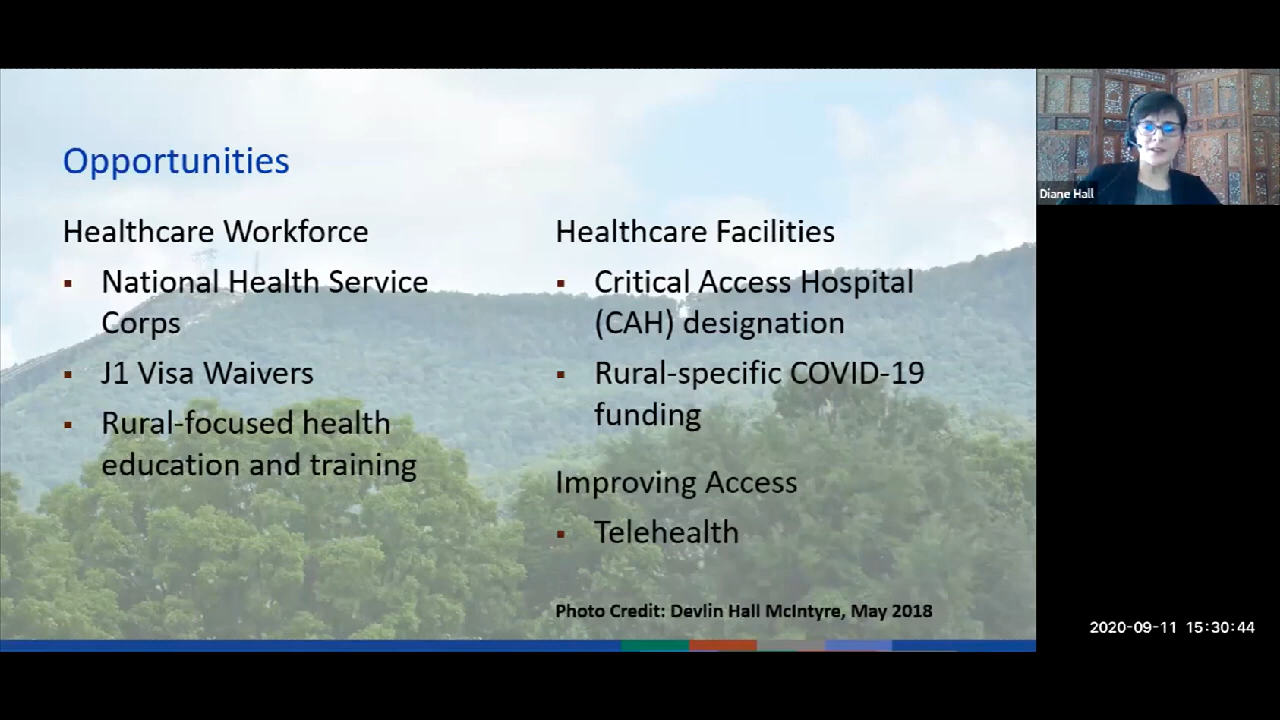 Opportunities
Healthcare Workforce
▪ National Health Service
Corps
▪ J1 Visa Waivers
▪ Rural-focused health
education and training
Healthcare Facilities
▪ Critical Access Hospital
(CAH) designation
▪ Rural-specific COVID-19
funding
Improving Access
▪ Telehealth
Photo Credit: Devlin Hall McIntyre, May 2018
Diane Hall
2020-09-11 15:30:44